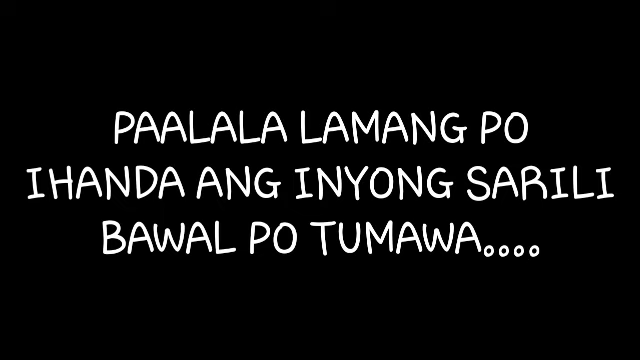 PAALALA LAMANG PO
IHANDA ANG INYONG SARILI
BAWAL PO TUMAWA....